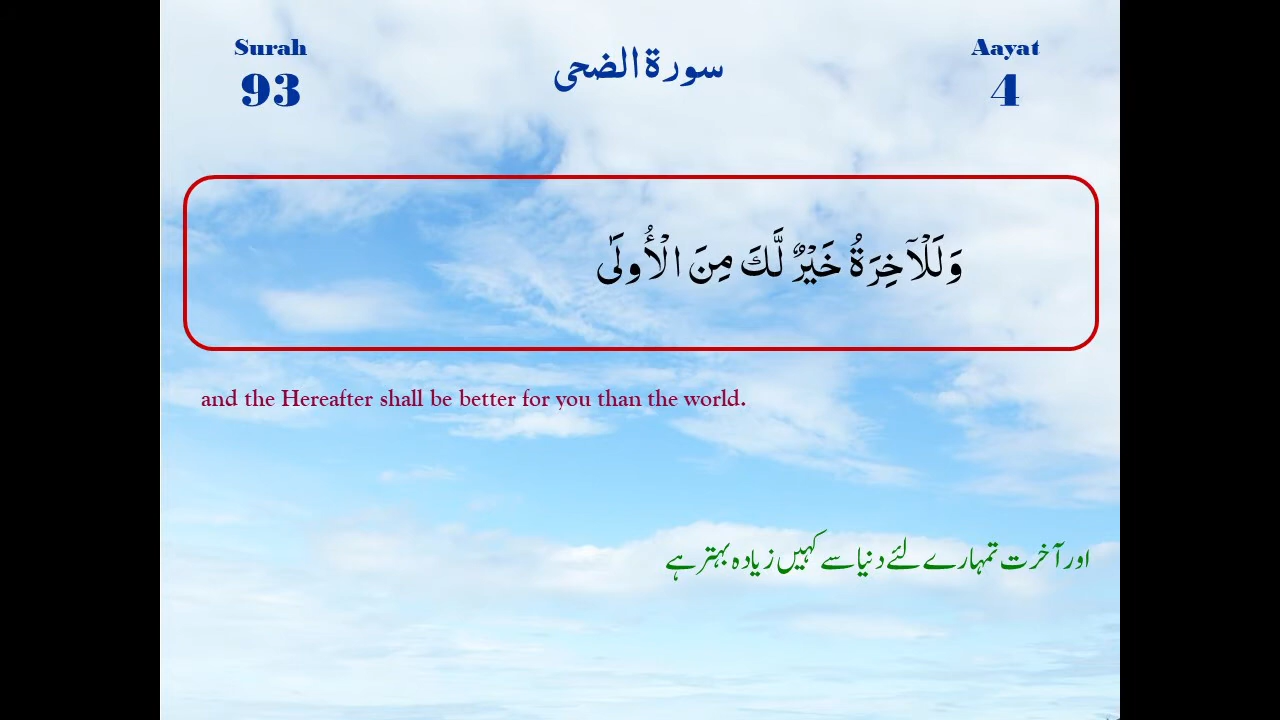 Surah
93
سورة الضحى
Aayat
4
وَلَلْآخِرَةُ خَيْرٌ لَّكَ مِنَ الْأُولَىٰ
and the Hereafter shall be better for you than the world.
اور آخرت تمہارے لئے دنیا سے کہیں زیادہ بہتر ہے